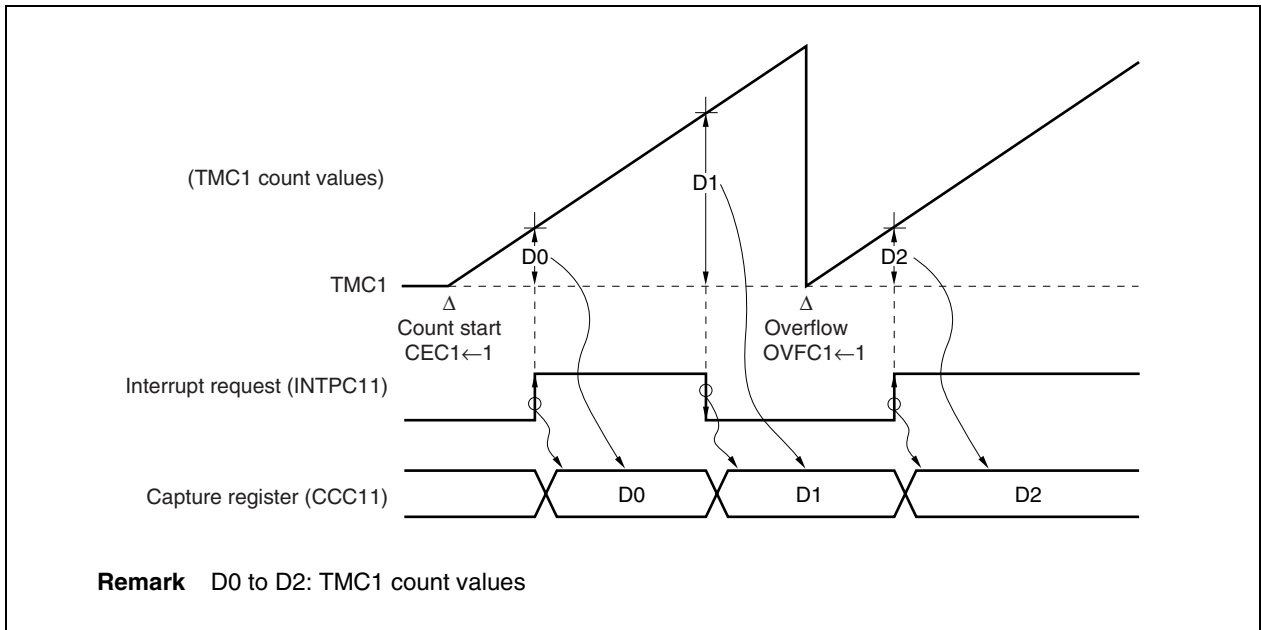 (TMC1 count values)
D1
D0
D2
TMC1
Δ
Δ
Count start
CEC1←1
Overflow
OVFC1←1
Interrupt request (INTPC11)
Capture register (CCC11)
D0
D1
D2
Remark D0 to D2: TMC1 count values